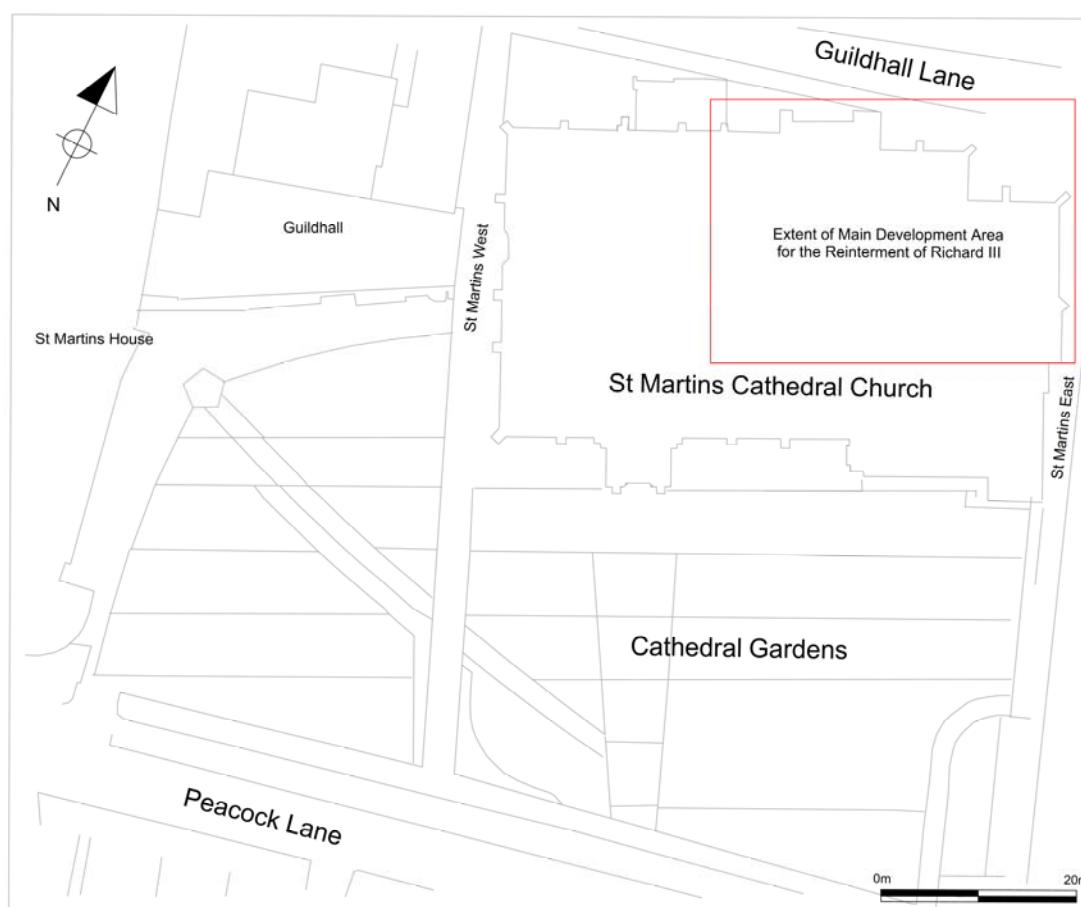 Guildhall Lane
N
Guildhall
St Martins West
Extent of Main Development Area
for the Reinterment of Richard III
St Martins House
St Martins Cathedral Church
St Martins East
Cathedral Gardens
Peacock Lane
0m
20m